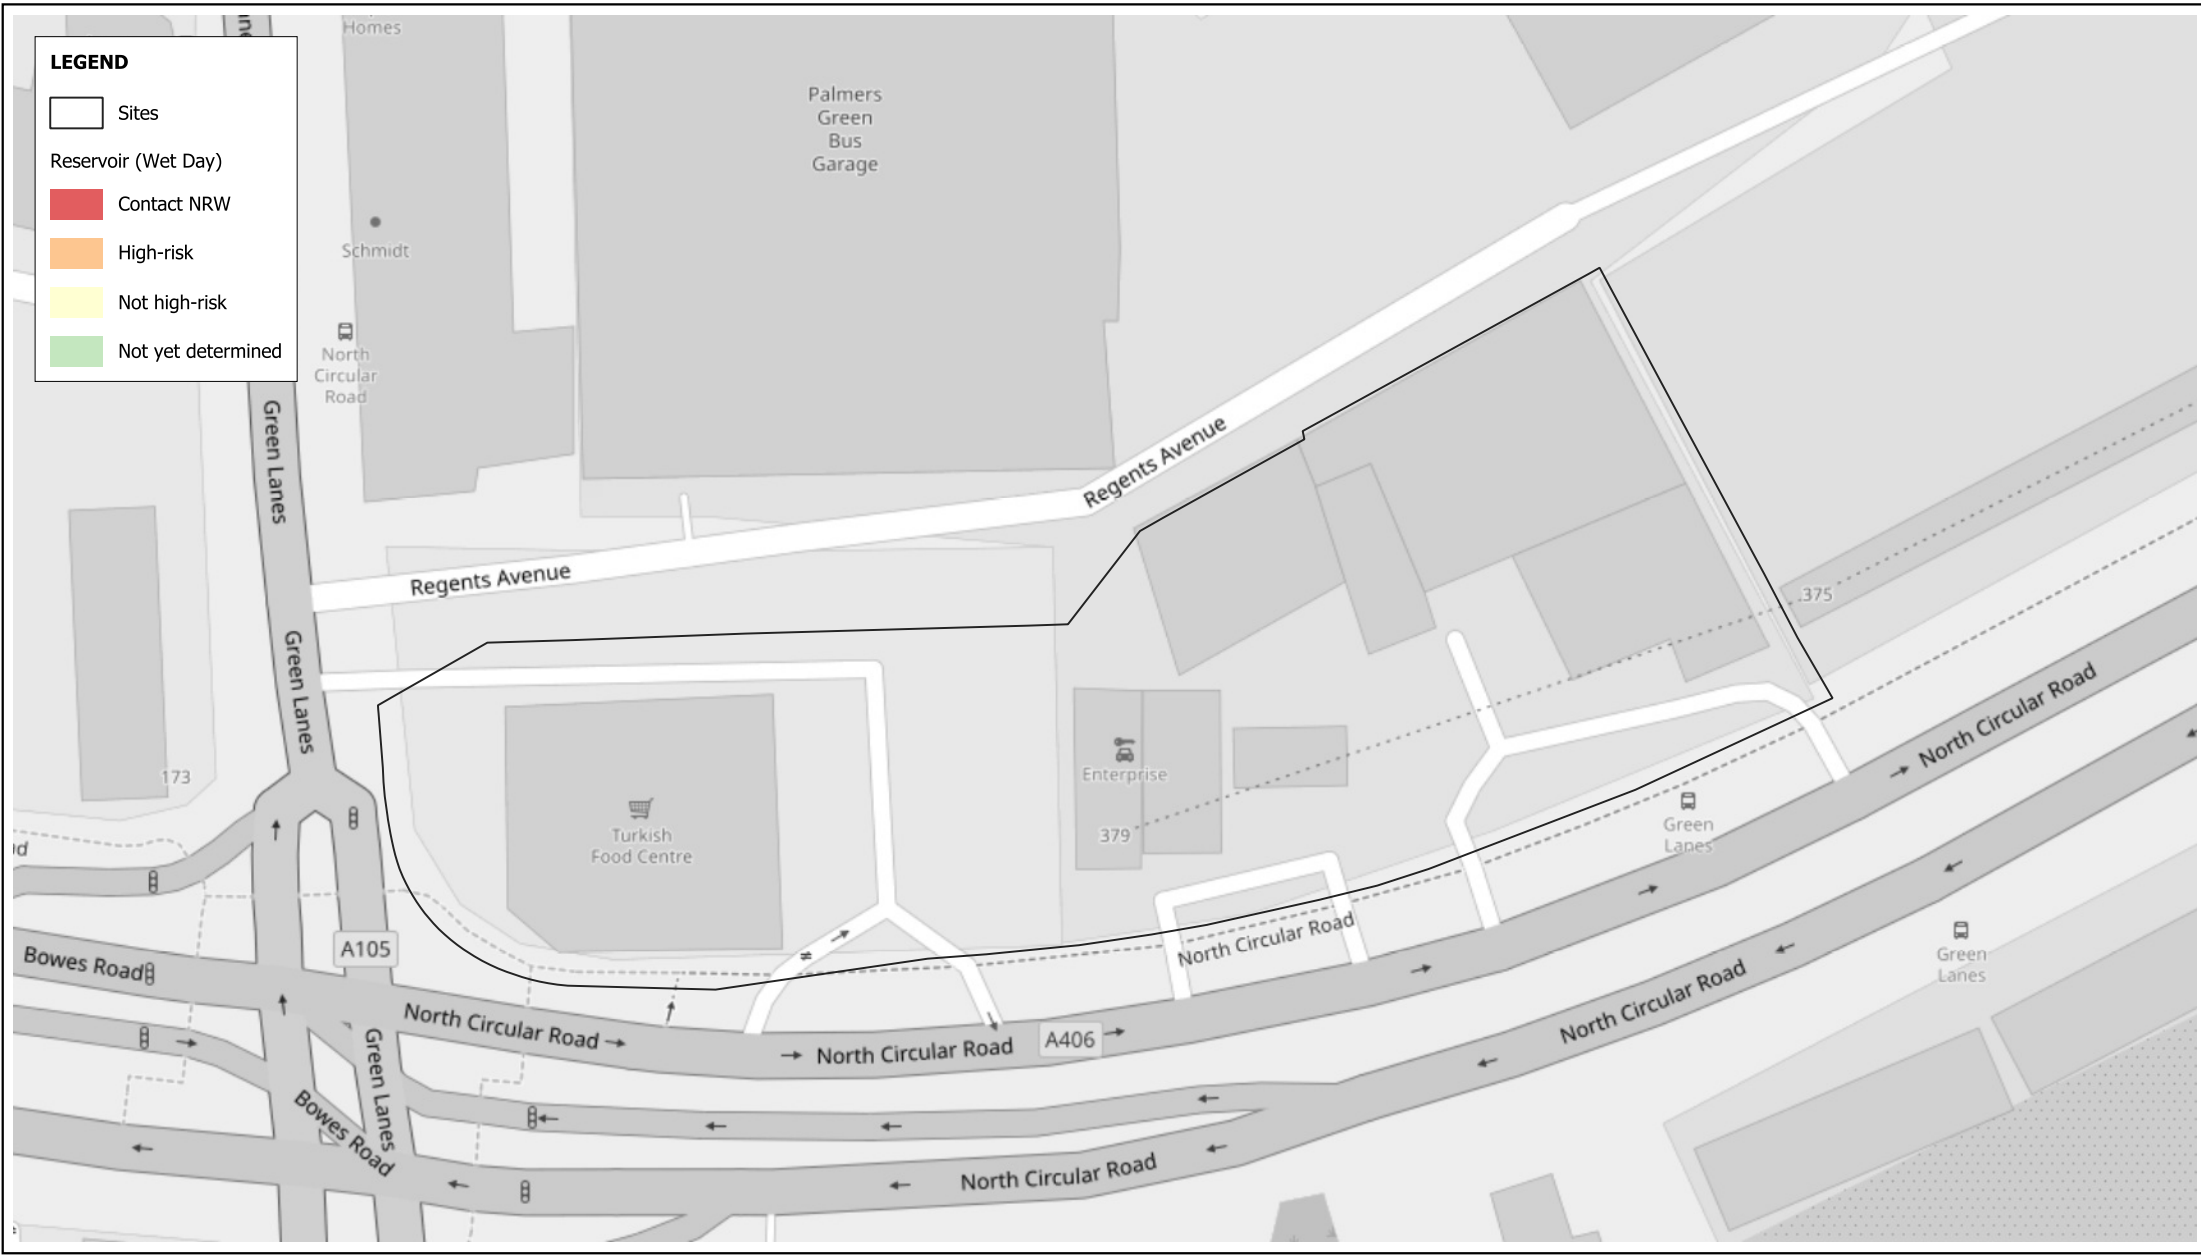 LEGEND
Sites
Reservoir (Wet Day)
Contact NRW
High-risk
Not high-risk
Not yet determined
Homes
Palmers
Green
Bus
Garage
Schmidt
North
Circular
Road
Green Lanes
Regents Avenue
Regents Avenue
Green Lanes
375
173
Enterprise
379
Turkish
Food Centre
Green
Lanes
North Circular Road
North Circular Road
A105
Bowes Road
North Circular Road
North Circular Road
A406
Green
Lanes
North Circular Road
Green Lanes
Bowes Road
North Circular Road